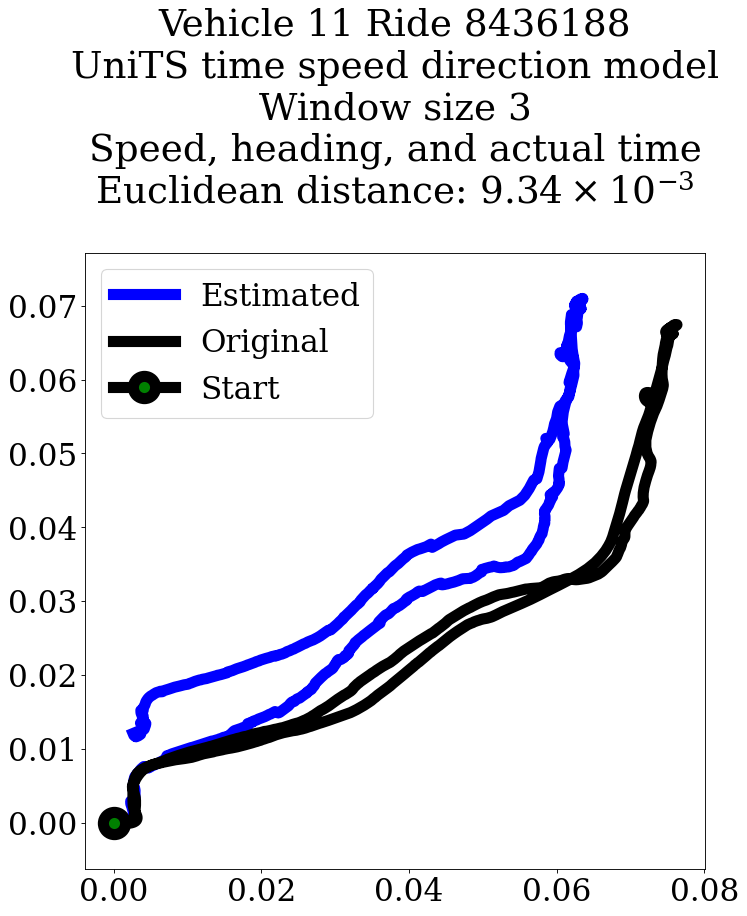 Vehicle 11 Ride 8436188
UniTS time speed direction model
Window size 3
Speed, heading, and actual time
Euclidean distance: 9.34 × 10⁻³
Estimated
Original
Start
0.07
0.06
0.05
0.04
0.03
0.02
0.01
0.00
0.00 0.02 0.04 0.06 0.08